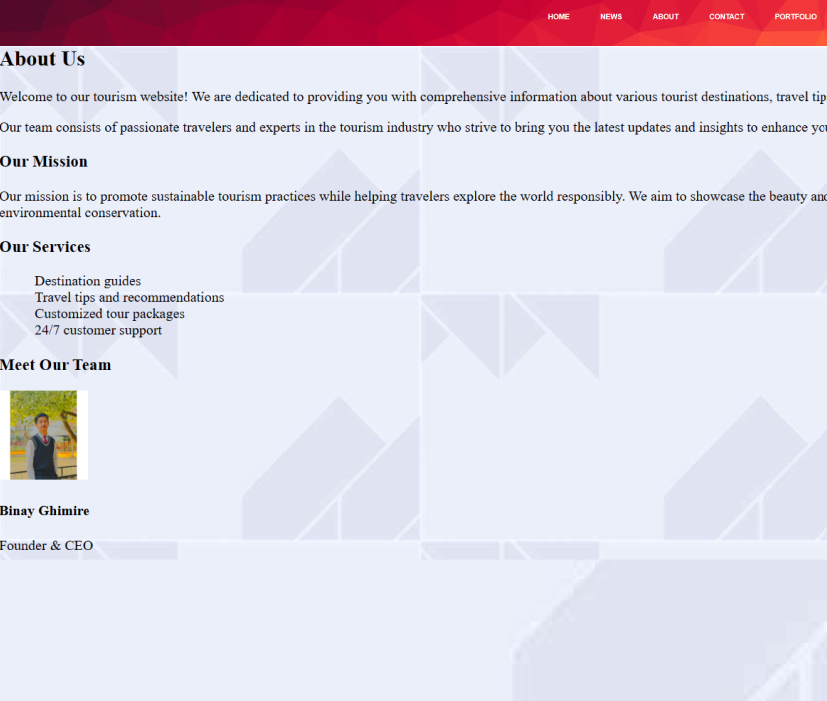 HOME NEWS ABOUT CONTACT PORTFOLIO
About Us
Welcome to our tourism website! We are dedicated to providing you with comprehensive information about various tourist destinations, travel tip
Our team consists of passionate travelers and experts in the tourism industry who strive to bring you the latest updates and insights to enhance
Our Mission
Our mission is to promote sustainable tourism practices while helping travelers explore the world responsibly. We aim to showcase the beauty and
environmental conservation.
Our Services
Destination guides
Travel tips and recommendations
Customized tour packages
24/7 customer support
Meet Our Team
Binay Ghimire
Founder & CEO